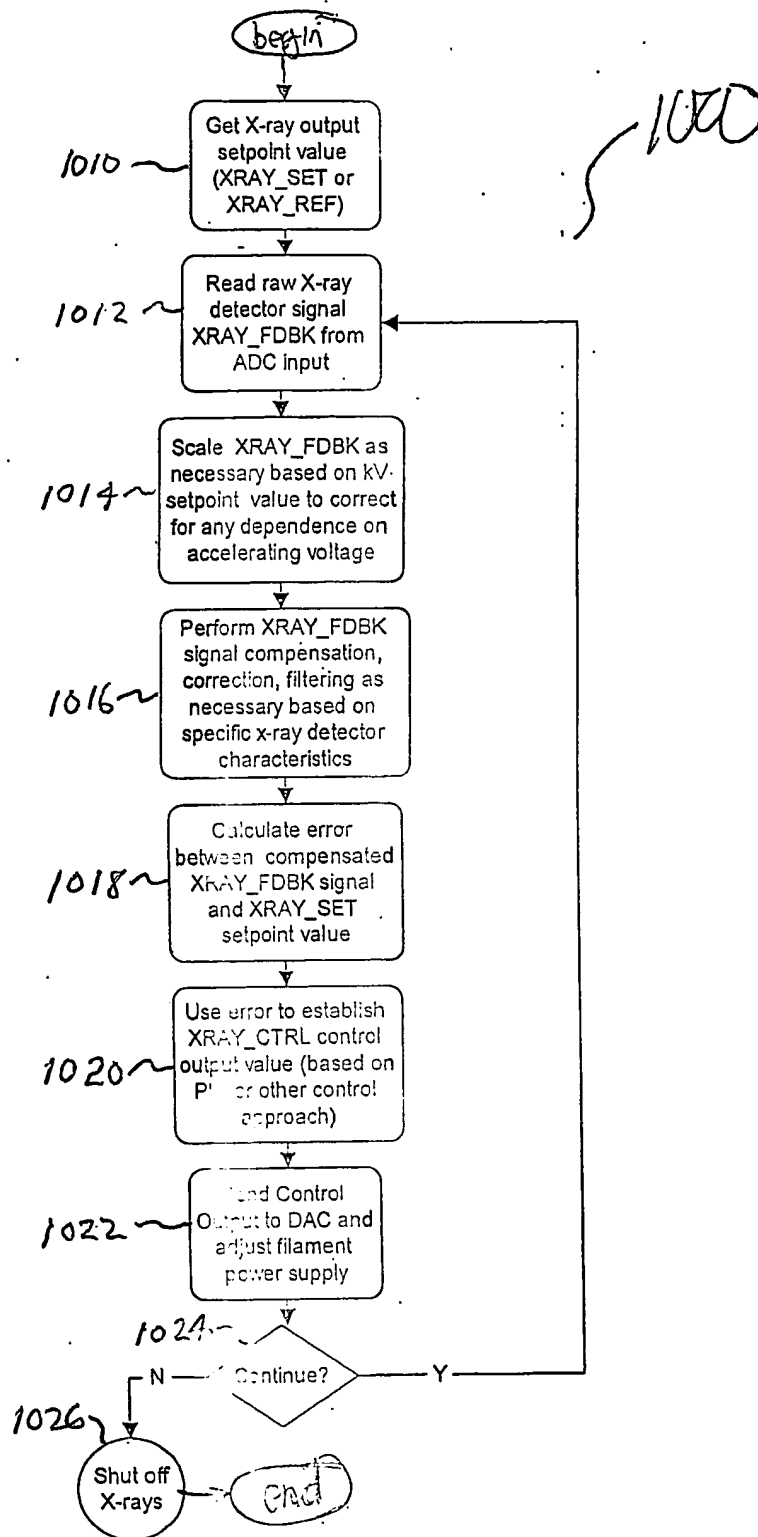 begin
1000
1010
Get X-ray output
setpoint value
(XRAY_SET or
XRAY_REF)
1012
Read raw X-ray
detector signal
XRAY_FDBK from
ADC input
1014
Scale XRAY_FDBK as
necessary based on kV
setpoint value to correct
for any dependence on
accelerating voltage
1016
Perform XRAY_FDBK
signal compensation,
correction, filtering as
necessary based on
specific x-ray detector
characteristics
1018
Calculate error
between compensated
XRAY_FDBK signal
and XRAY_SET
setpoint value
1020
Use error to establish
XRAY_CTRL control
output value (based on
or other control
approach)
1022
Control
Output to DAC and
adjust filament
power supply
1024
Continue?
N
Y
1026
Shut off
X-rays
end